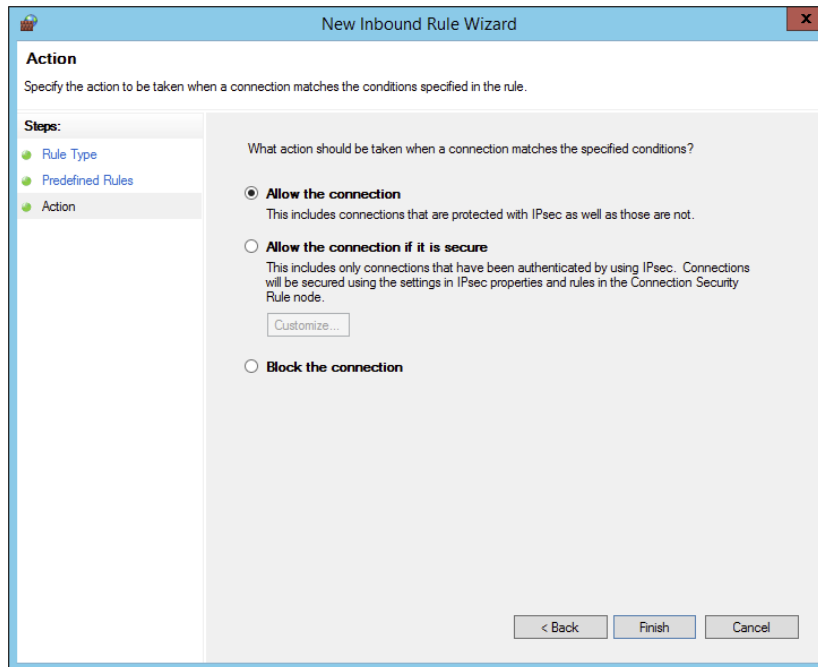 New Inbound Rule Wizard
x
Action
Specify the action to be taken when a connection matches the conditions specified in the rule.
Steps:
Rule Type
Predefined Rules
Action
What action should be taken when a connection matches the specified conditions?
Allow the connection
This includes connections that are protected with IPsec as well as those are not.
Allow the connection if it is secure
This includes only connections that have been authenticated by using IPsec. Connections
will be secured using the settings in IPsec properties and rules in the Connection Security
Rule node.
Customize...
Block the connection
< Back
Finish
Cancel